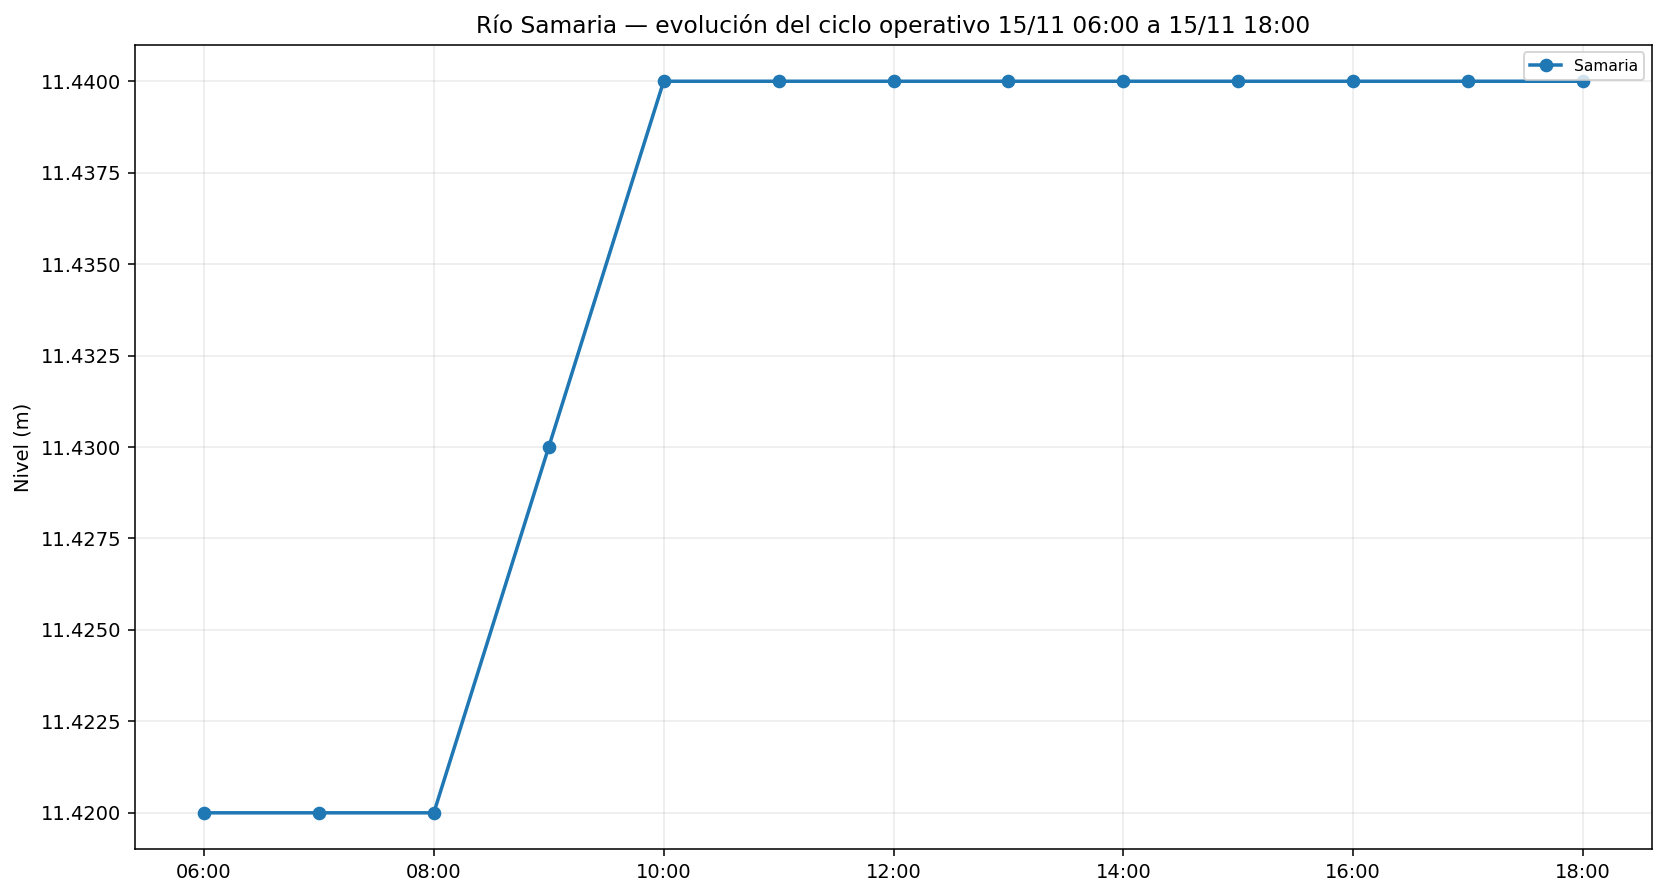 Río Samaria — evolución del ciclo operativo 15/11 06:00 a 15/11 18:00
Samaria
Nivel (m)
11.4400
11.4375
11.4350
11.4325
11.4300
11.4275
11.4250
11.4225
11.4200
06:00 08:00 10:00 12:00 14:00 16:00 18:00